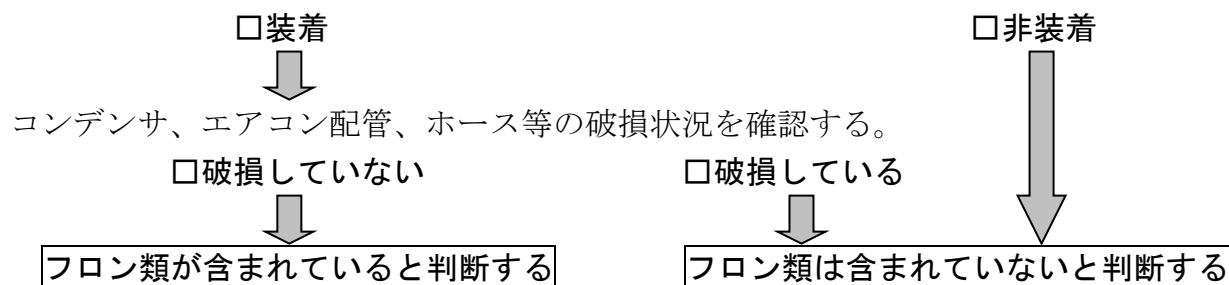 □装着 □非装着
コンデンサ、エアコン配管、ホース等の破損状況を確認する。
□破損していない □破損している
フロン類が含まれていると判断する フロン類は含まれていないと判断する